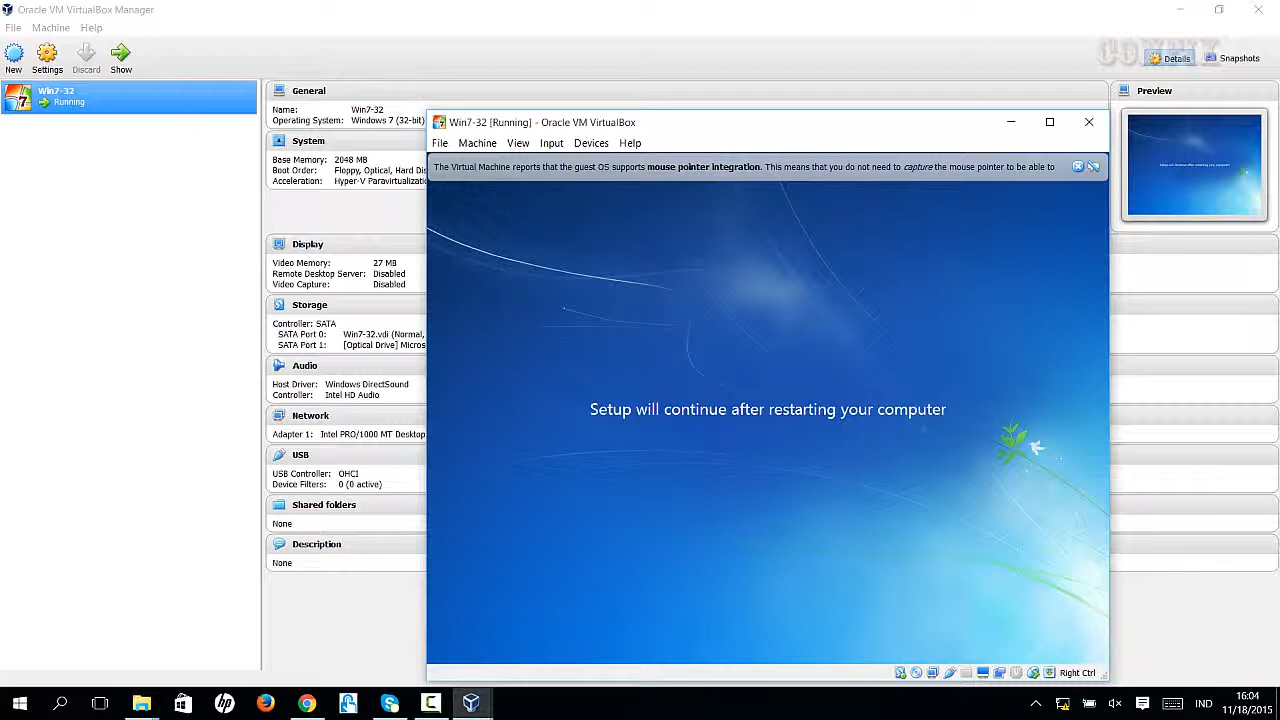 Oracle VM VirtualBox Manager
File Machine Help
New Settings Discard Show
Details Snapshots
Win7-32
Running
General
Name: Win7-32
Operating System: Windows 7 (32-bit)
System
Base Memory: 2048 MB
Boot Order: Floppy, Optical, Hard Dis
Acceleration: Hyper-V Paravirtualizatio
Display
Video Memory: 27 MB
Remote Desktop Server: Disabled
Video Capture: Disabled
Storage
Controller: SATA
SATA Port 0: Win7-32.vdi (Normal,
SATA Port 1: [Optical Drive] Micros
Audio
Host Driver: Windows DirectSound
Controller: Intel HD Audio
Network
Adapter 1: Intel PRO/1000 MT Desktop
USB
USB Controller: OHCI
Device Filters: 0 (0 active)
Shared folders
None
Description
None
Preview
Win7-32 [Running] - Oracle VM VirtualBox
File Machine View Input Devices Help
The Virtual Machine reports that the guest OS supports mouse pointer integration. This means that you do not need to capture the mouse pointer to be able to
Setup will continue after restarting your computer
Right Ctrl
IND
16:04
11/18/2015